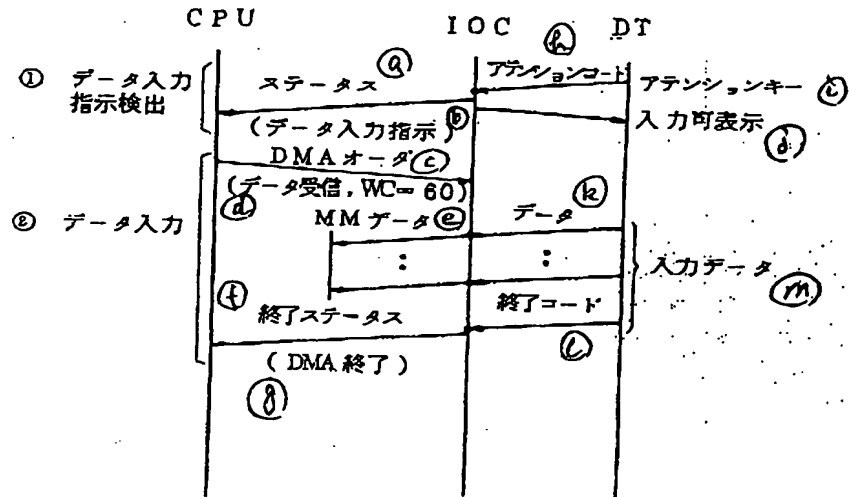 CPU IOC DT
ⓗ
① データ入力 ステータス ⓐ アテンションコード アテンションキー ⓘ
指示検出
(データ入力指示) ⓑ 入力可表示
DMAオーダ ⓒ
(データ受信, WC=60)
ⓓ
② データ入力 MMデータ ⓔ データ ⓚ
: : 入力データ
ⓜ
ⓕ
終了ステータス 終了コード
(DMA終了) ⓛ
ⓖ